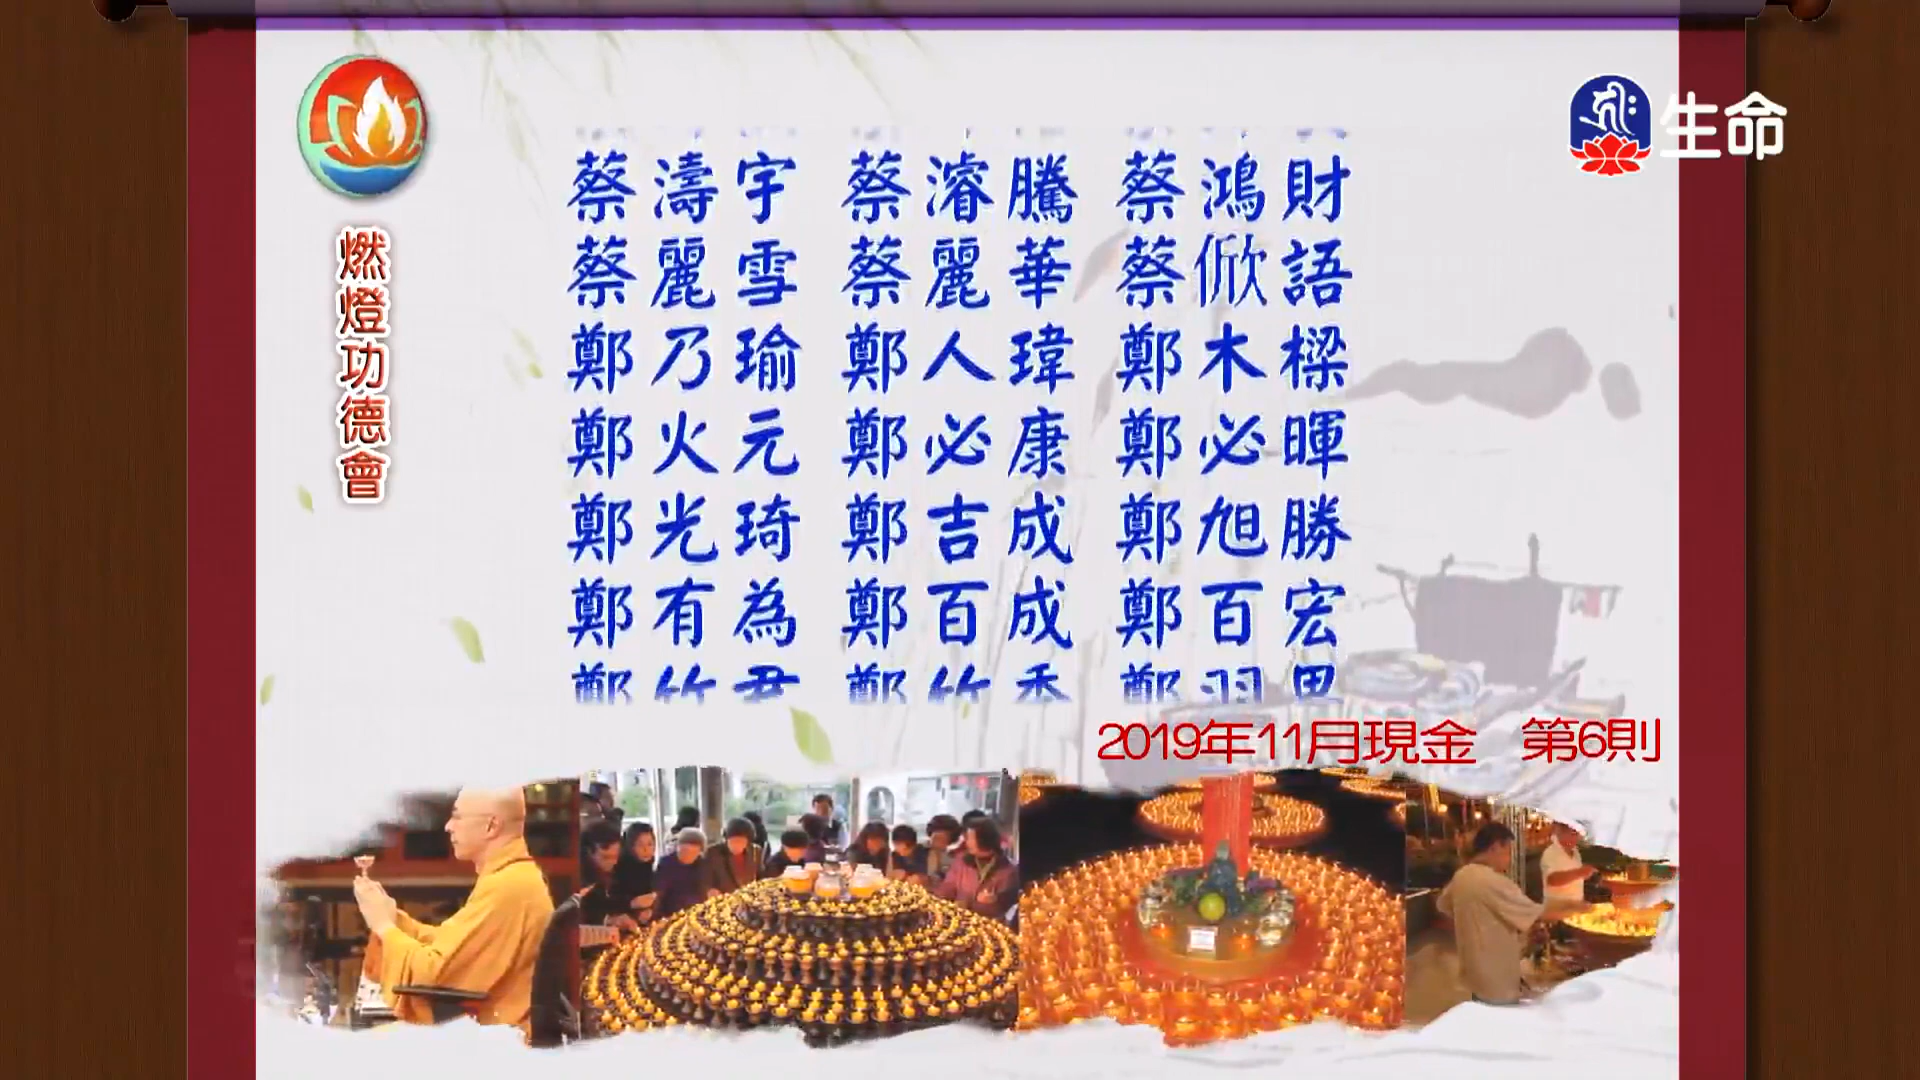 生命
燃燈功德會
蔡濤宇 蔡濬騰 蔡鴻財
蔡麗雪 蔡麗華 蔡俽語
鄭乃瑜 鄭人瑋 鄭木樑
鄭火元 鄭必康 鄭必暉
鄭光琦 鄭吉成 鄭旭勝
鄭有為 鄭百成 鄭百宏
2019年11月現金 第6則